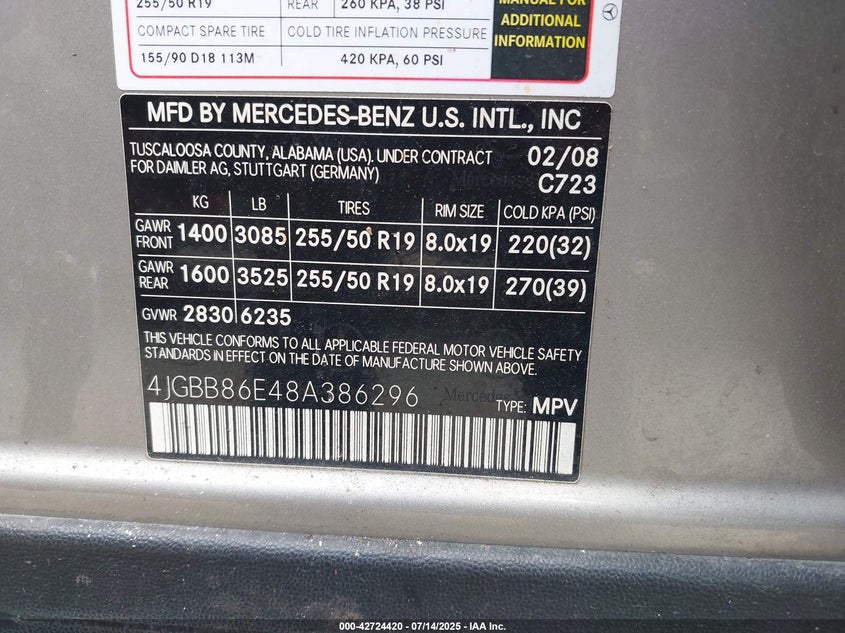 255/50 R19 REAR 260 KPA, 38 PSI
MANUAL FOR
ADDITIONAL
INFORMATION
COMPACT SPARE TIRE COLD TIRE INFLATION PRESSURE
155/90 D18 113M 420 KPA, 60 PSI
MFD BY MERCEDES-BENZ U.S. INTL., INC
TUSCALOOSA COUNTY, ALABAMA (USA). UNDER CONTRACT 02/08
FOR DAIMLER AG, STUTTGART (GERMANY) C723
KG LB TIRES RIM SIZE COLD KPA (PSI)
GAWR FRONT 1400 3085 255/50 R19 8.0x19 220(32)
GAWR REAR 1600 3525 255/50 R19 8.0x19 270(39)
GVWR 2830 6235
THIS VEHICLE CONFORMS TO ALL APPLICABLE FEDERAL MOTOR VEHICLE SAFETY
STANDARDS IN EFFECT ON THE DATE OF MANUFACTURE SHOWN ABOVE.
4JGBB86E48A386296
TYPE: MPV
000-42724420 - 07/14/2025 - IAA Inc.